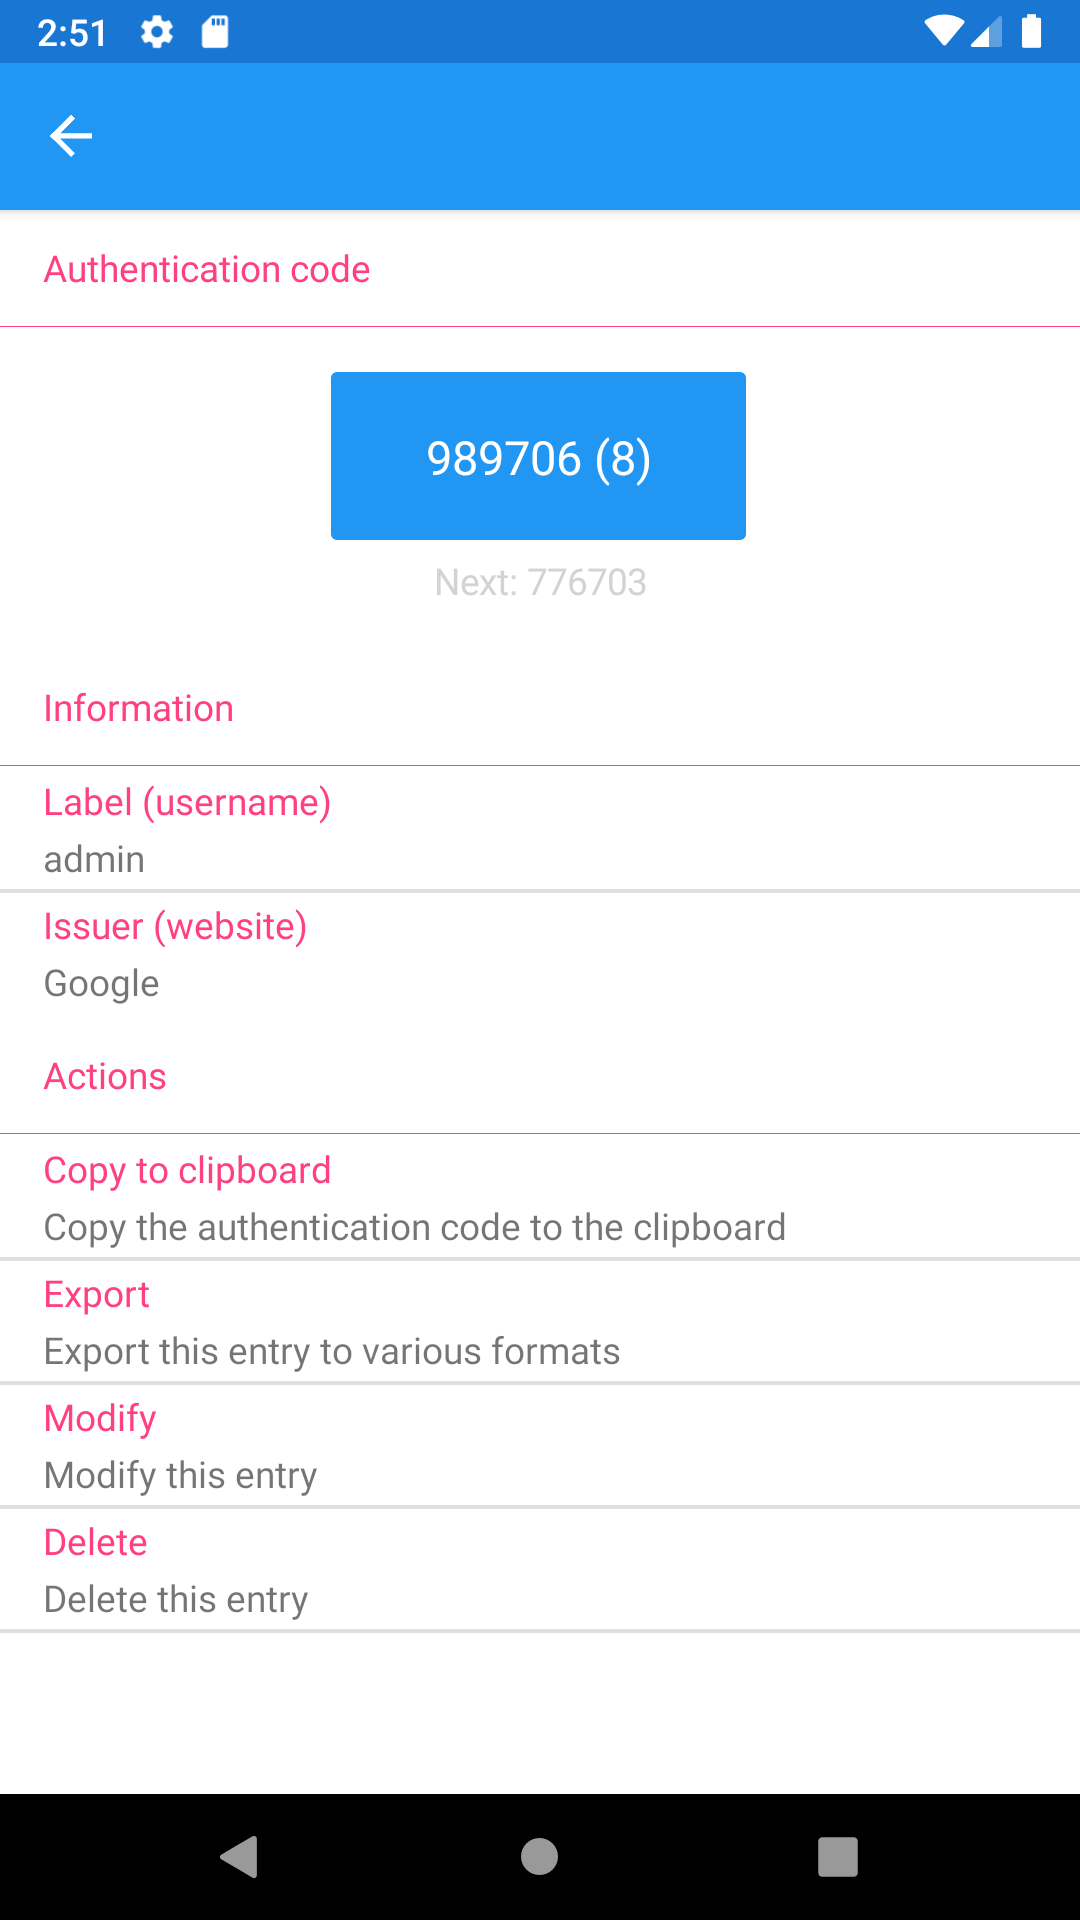 2:51
Authentication code
989706 (8)
Next: 776703
Information
Label (username)
admin
Issuer (website)
Google
Actions
Copy to clipboard
Copy the authentication code to the clipboard
Export
Export this entry to various formats
Modify
Modify this entry
Delete
Delete this entry